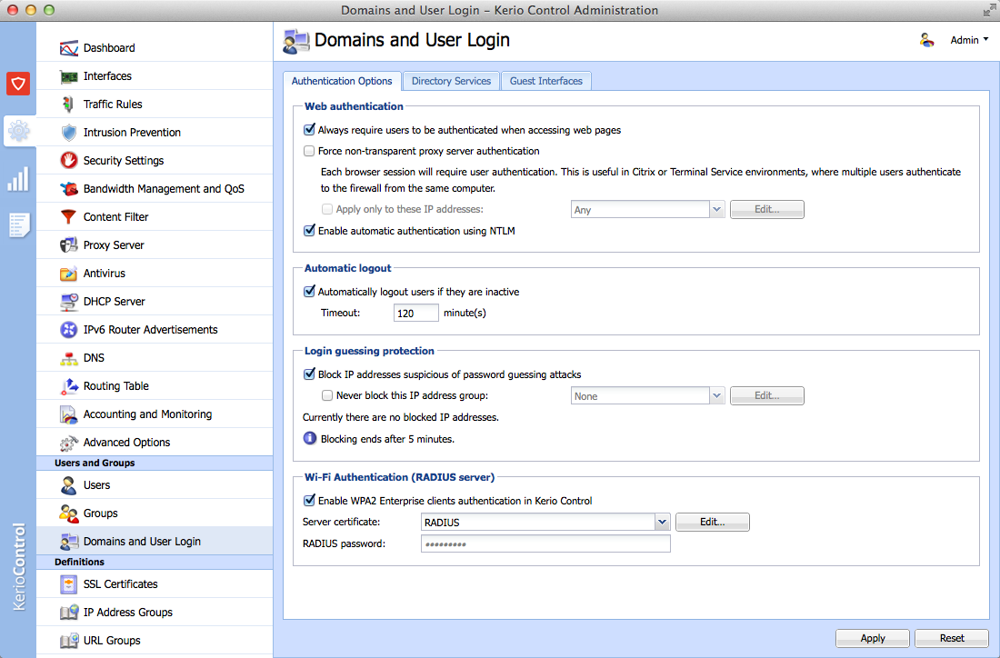 Domains and User Login – Kerio Control Administration
Dashboard
Interfaces
Traffic Rules
Intrusion Prevention
Security Settings
Bandwidth Management and QoS
Content Filter
Proxy Server
Antivirus
DHCP Server
IPv6 Router Advertisements
DNS
Routing Table
Accounting and Monitoring
Advanced Options
Users and Groups
Users
Groups
Domains and User Login
Definitions
SSL Certificates
IP Address Groups
URL Groups
KerioControl
Domains and User Login
Admin
Authentication Options
Directory Services
Guest Interfaces
Web authentication
Always require users to be authenticated when accessing web pages
Force non-transparent proxy server authentication
Each browser session will require user authentication. This is useful in Citrix or Terminal Service environments, where multiple users authenticate
to the firewall from the same computer.
Apply only to these IP addresses: Any Edit...
Enable automatic authentication using NTLM
Automatic logout
Automatically logout users if they are inactive
Timeout: 120 minute(s)
Login guessing protection
Block IP addresses suspicious of password guessing attacks
Never block this IP address group: None Edit...
Currently there are no blocked IP addresses.
Blocking ends after 5 minutes.
Wi-Fi Authentication (RADIUS server)
Enable WPA2 Enterprise clients authentication in Kerio Control
Server certificate: RADIUS Edit...
RADIUS password: •••••••••
Apply Reset